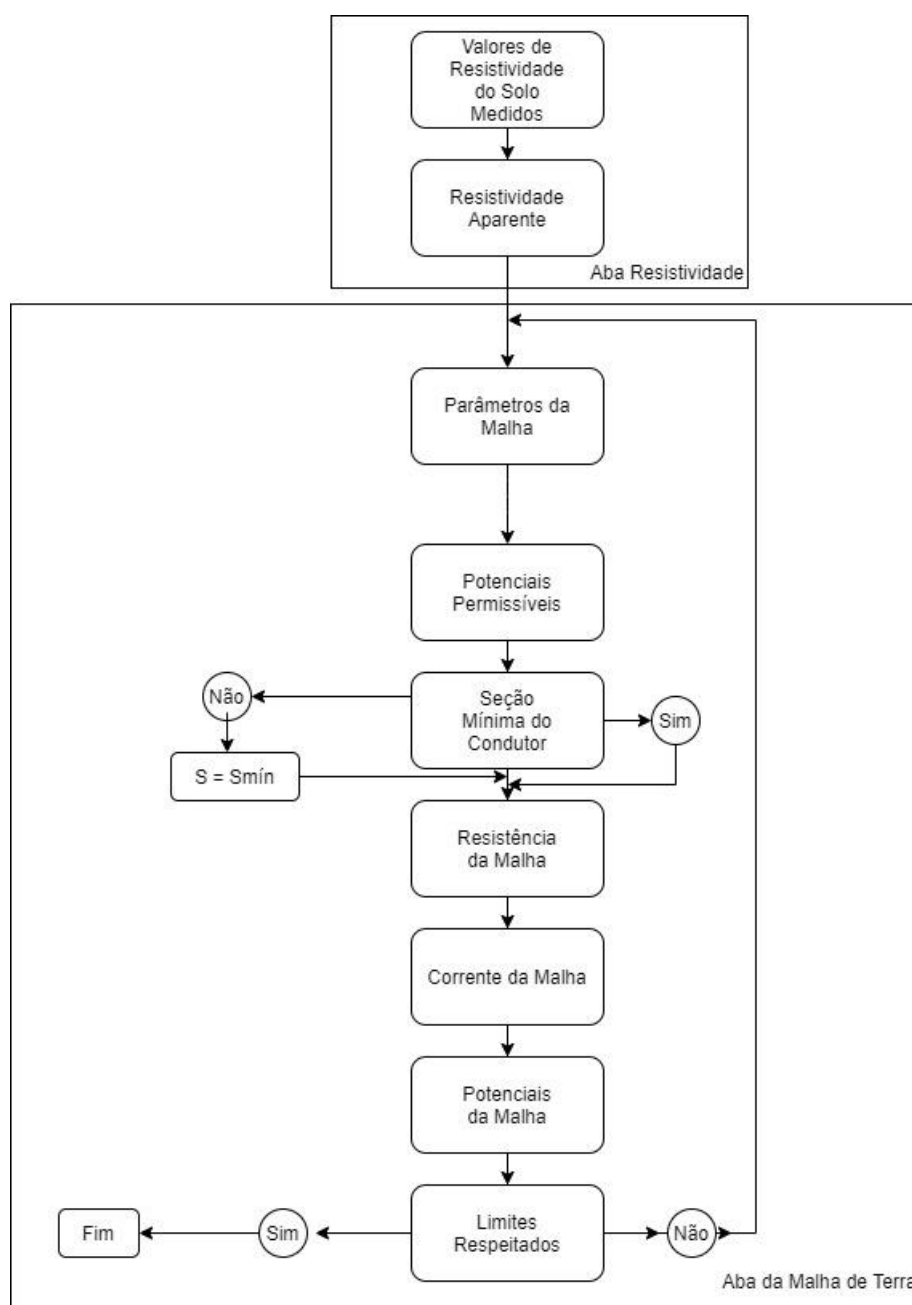 Valores de
Resistividade
do Solo
Medidos
Resistividade
Aparente
Aba Resistividade
Parâmetros da
Malha
Potenciais
Permissíveis
Não
Seção
Mínima do
Condutor
Sim
S = Smín
Resistência
da Malha
Corrente da Malha
Potenciais
da Malha
Fim
Sim
Limites
Respeitados
Não
Aba da Malha de Terra